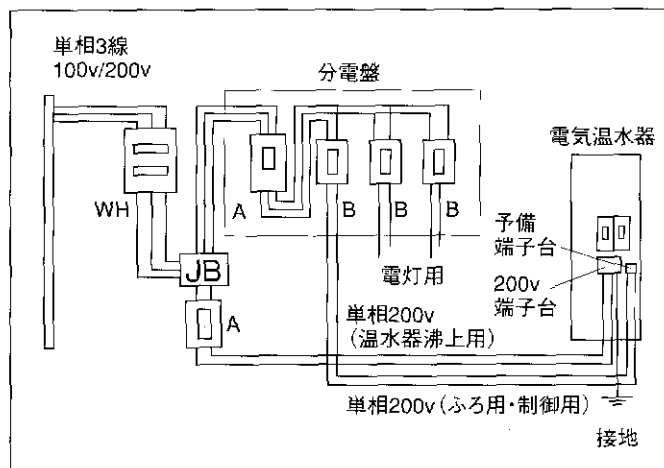 単相3線
100v/200v
分電盤
電気温水器
WH
A
B
B
B
予備
端子台
JB
電灯用
200v
端子台
A
単相200v
（温水器沸上用）
単相200v（ふろ用・制御用）
接地